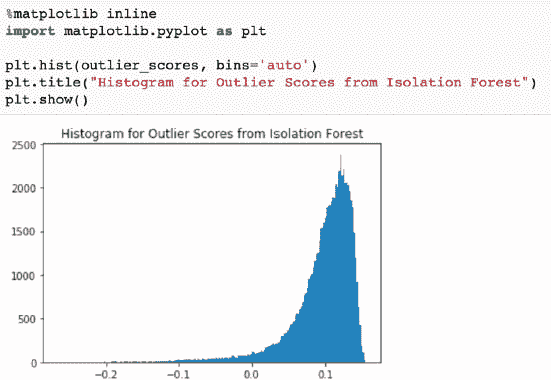 %matplotlib inline
import matplotlib.pyplot as plt
plt.hist(outlier_scores, bins='auto')
plt.title("Histogram for Outlier Scores from Isolation Forest")
plt.show()
Histogram for Outlier Scores from Isolation Forest
2500
2000
1500
1000
500
0
−0.2 −0.1 0.0 0.1